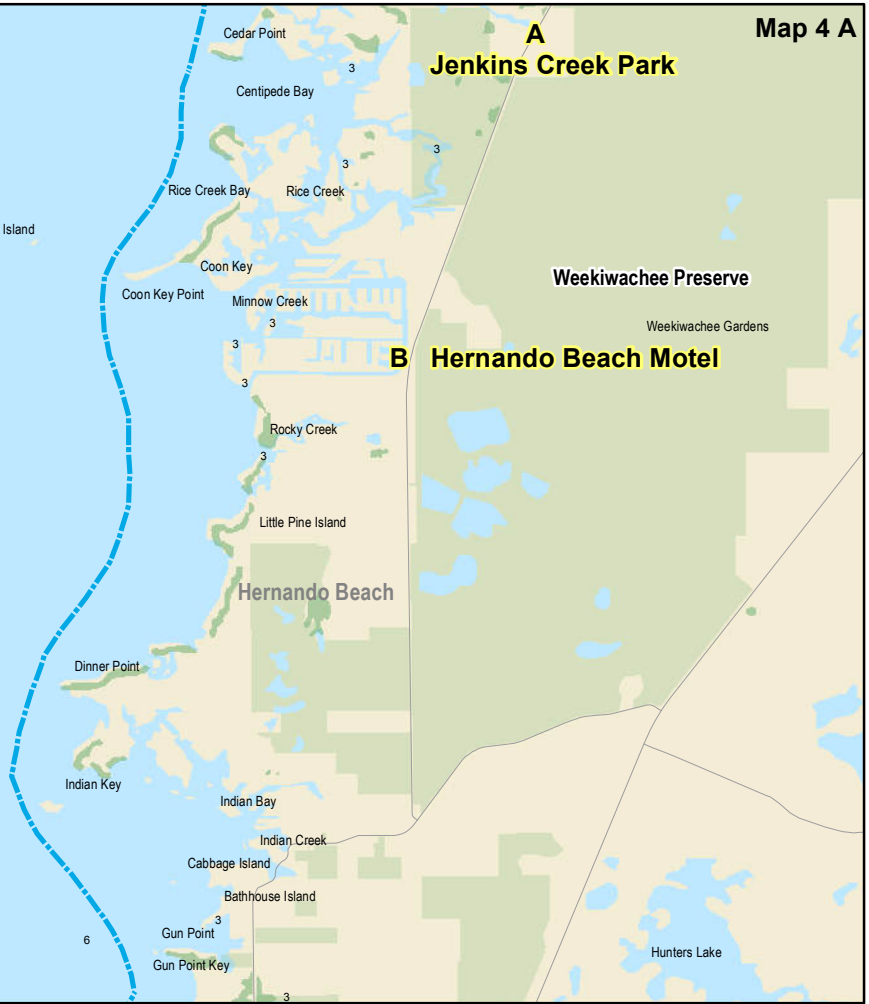 Map 4 A
Cedar Point
A
Jenkins Creek Park
3
Centipede Bay
3
3
Rice Creek Bay
Rice Creek
Island
Coon Key
Weekiwachee Preserve
Coon Key Point
Minnow Creek
3
Weekiwachee Gardens
3
B Hernando Beach Motel
3
Rocky Creek
3
Little Pine Island
Hernando Beach
Dinner Point
Indian Key
Indian Bay
Indian Creek
Cabbage Island
Bathhouse Island
3
Gun Point
6
Hunters Lake
Gun Point Key
3